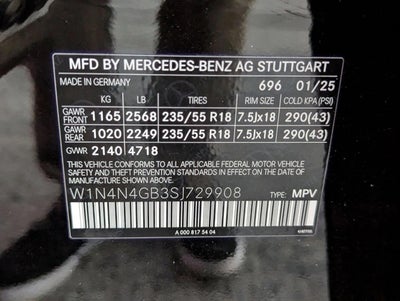 MFD BY MERCEDES-BENZ AG STUTTGART
MADE IN GERMANY 696 01/25
KG LB TIRES RIM SIZE COLD KPA (PSI)
GAWR FRONT 1165 2568 235/55 R18 7.5Jx18 290(43)
GAWR REAR 1020 2249 235/55 R18 7.5Jx18 290(43)
GVWR 2140 4718
THIS VEHICLE CONFORMS TO ALL APPLICABLE U.S. FEDERAL MOTOR
VEHICLE SAFETY BUMPER AND THEFT PREVENTION STANDARDS IN
EFFECT ON THE DATE OF MANUFACTURE SHOWN ABOVE.
W1N4N4GB3SJ729908 TYPE: MPV
A 000 817 54 04